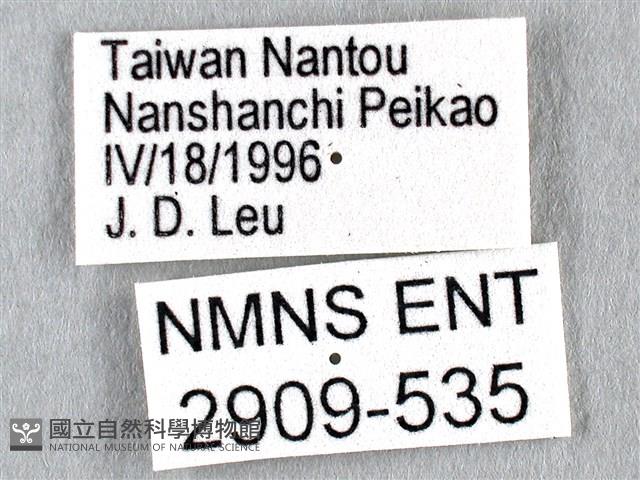 Taiwan Nantou
Nanshanchi Peikao
IV/18/1996
J. D. Leu
NMNS ENT
2909-535
國立自然科學博物館
NATIONAL MUSEUM OF NATURAL SCIENCE